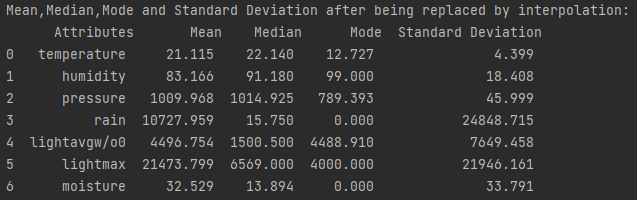 Mean,Median,Mode and Standard Deviation after being replaced by interpolation:
Attributes Mean Median Mode Standard Deviation
0 temperature 21.115 22.140 12.727 4.399
1 humidity 83.166 91.180 99.000 18.408
2 pressure 1009.968 1014.925 789.393 45.999
3 rain 10727.959 15.750 0.000 24848.715
4 lightavgw/o0 4496.754 1500.500 4488.910 7649.458
5 lightmax 21473.799 6569.000 4000.000 21946.161
6 moisture 32.529 13.894 0.000 33.791